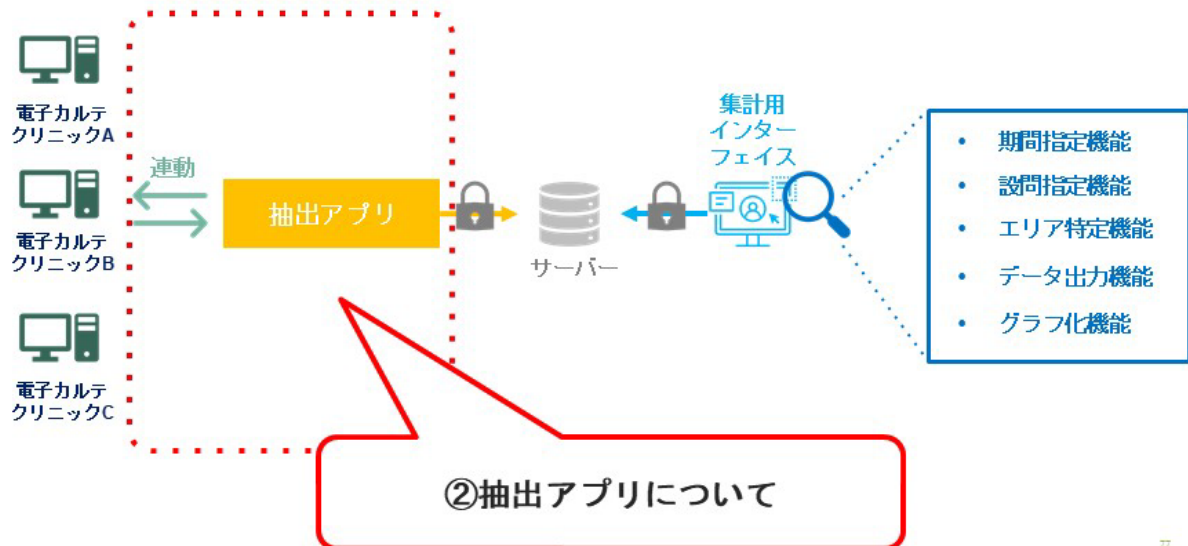 電子カルテ
クリニックA
電子カルテ
クリニックB
電子カルテ
クリニックC
連動
抽出アプリ
サーバー
集計用
インター
フェイス
• 期間指定機能
• 設問指定機能
• エリア特定機能
• データ出力機能
• グラフ化機能
②抽出アプリについて